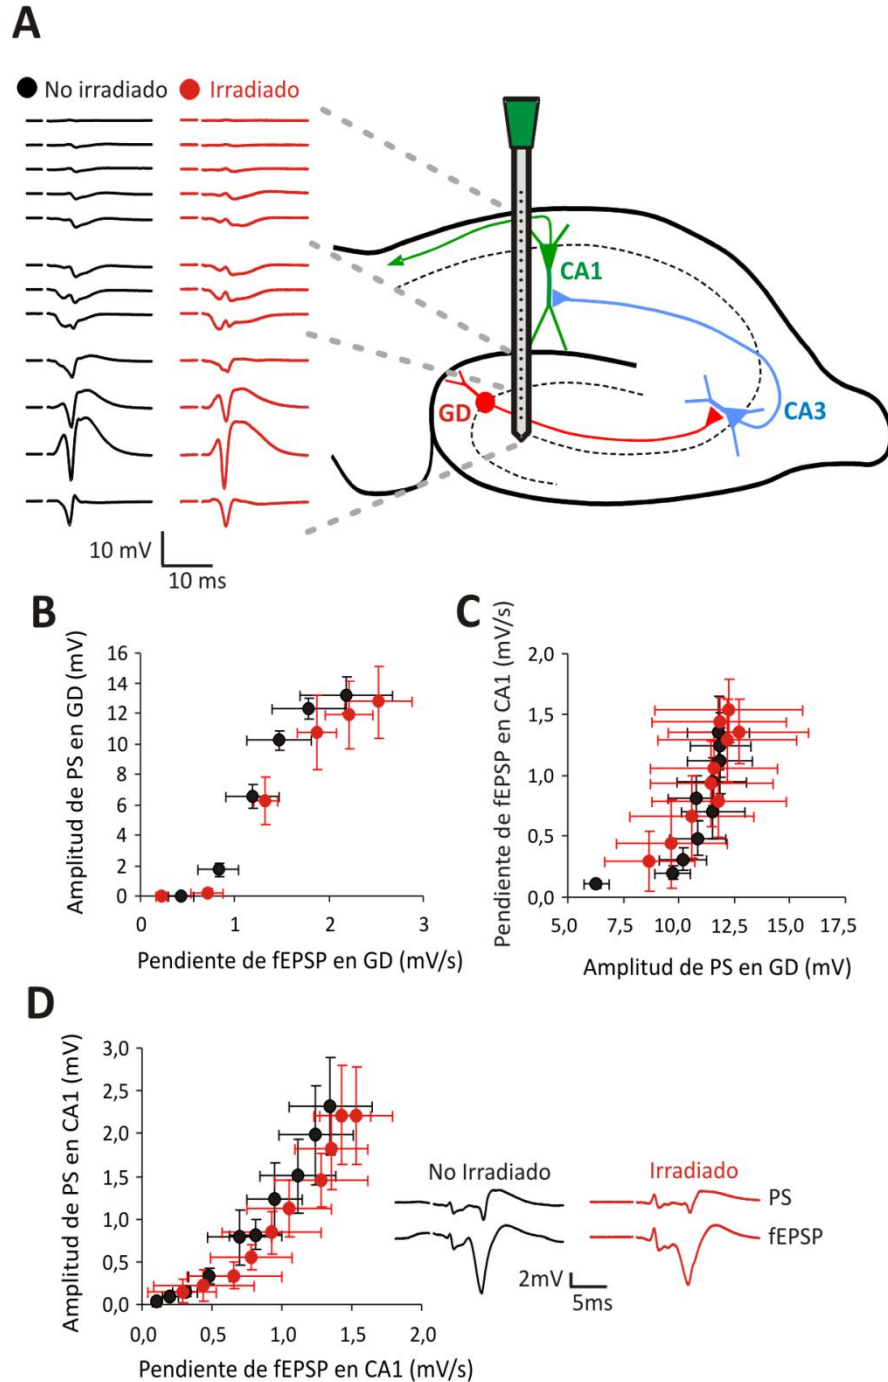 A
No irradiado Irradiado
CA1
GD
CA3
10 mV
10 ms
B
Amplitud de PS en GD (mV)
16
14
12
10
8
6
4
2
0
0 1 2 3
Pendiente de fEPSP en GD (mV/s)
C
Pendiente de fEPSP en CA1 (mV/s)
2,0
1,5
1,0
0,5
0,0
5,0 7,5 10,0 12,5 15,0 17,5
Amplitud de PS en GD (mV)
D
Amplitud de PS en CA1 (mV)
3,0
2,5
2,0
1,5
1,0
0,5
0,0
0,0 0,5 1,0 1,5 2,0
Pendiente de fEPSP en CA1 (mV/s)
No Irradiado Irradiado
PS
fEPSP
2mV
5ms